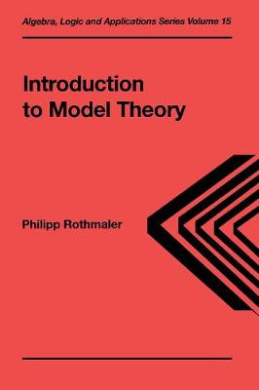 Algebra, Logic and Applications Series Volume 15
Introduction
to Model Theory
Philipp Rothmaler